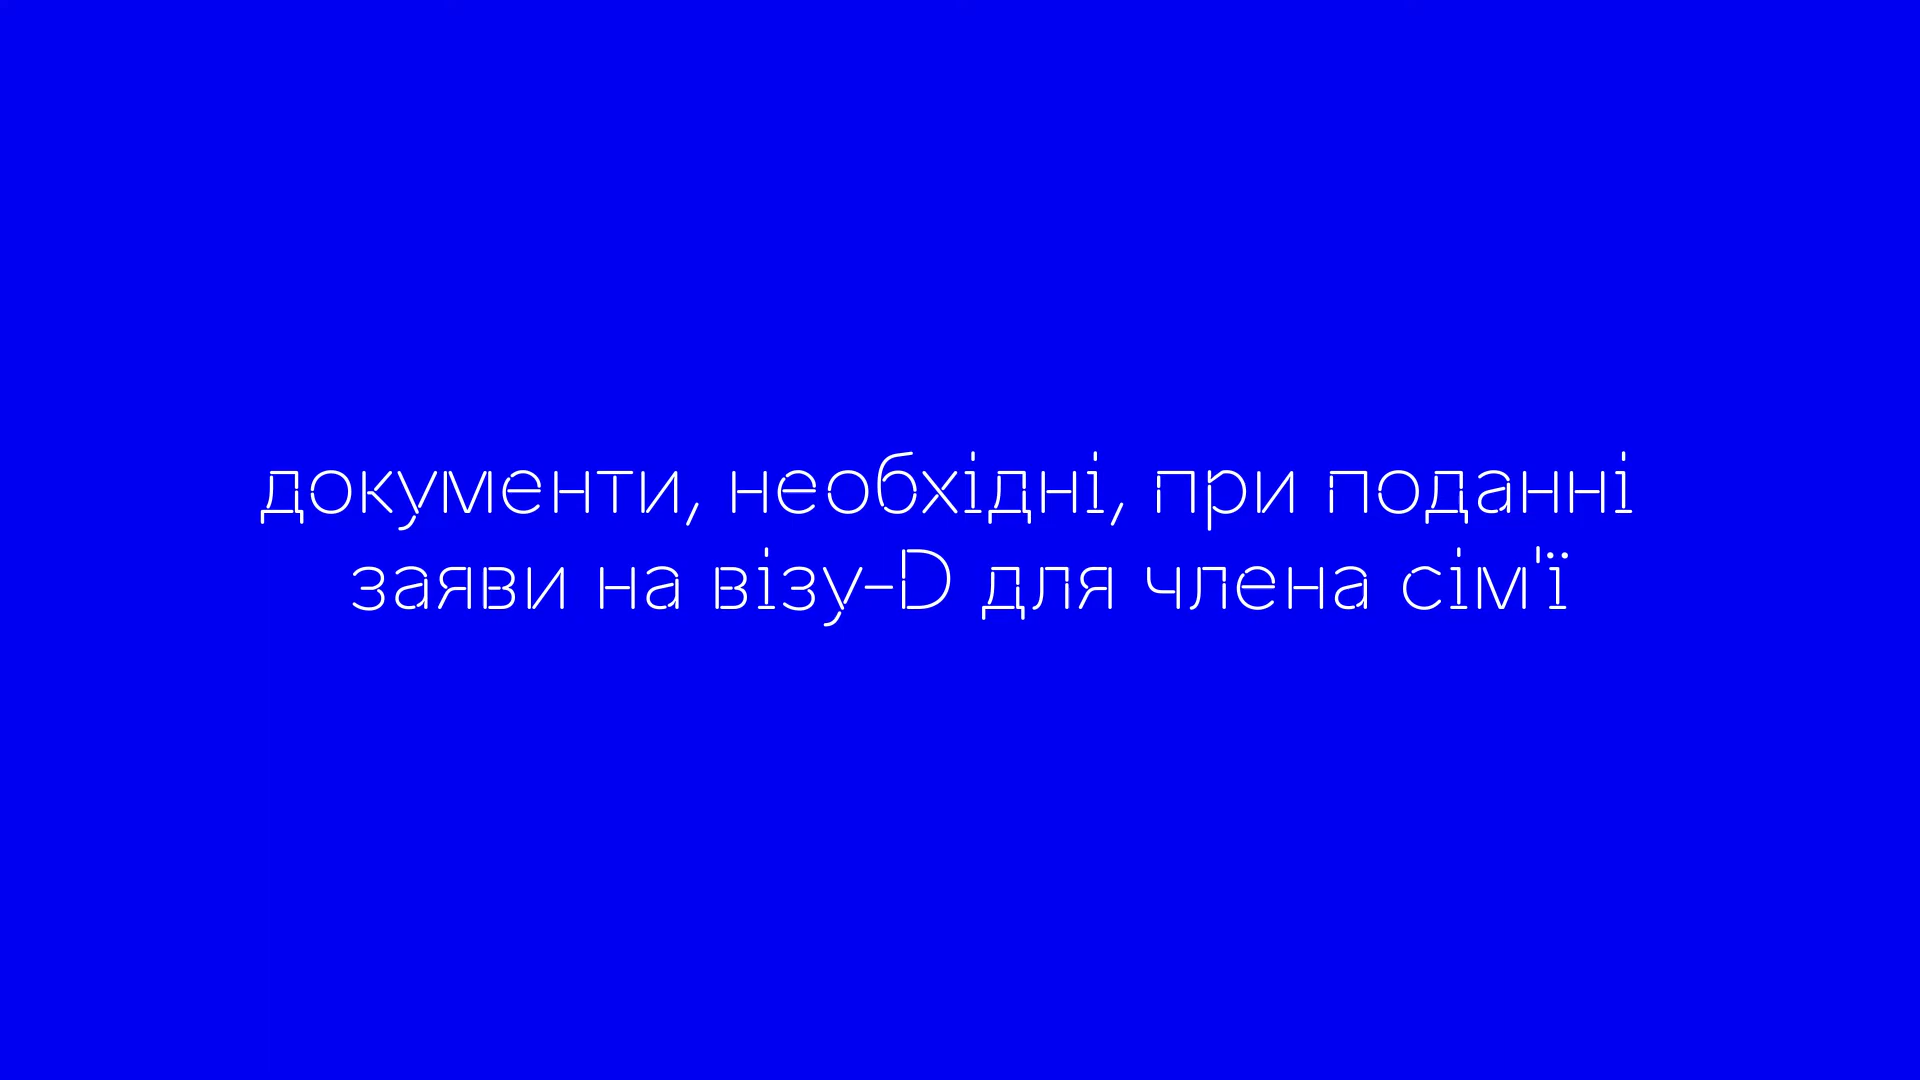 документи, необхідні, при поданні
заяви на візу-D для члена сім'ї